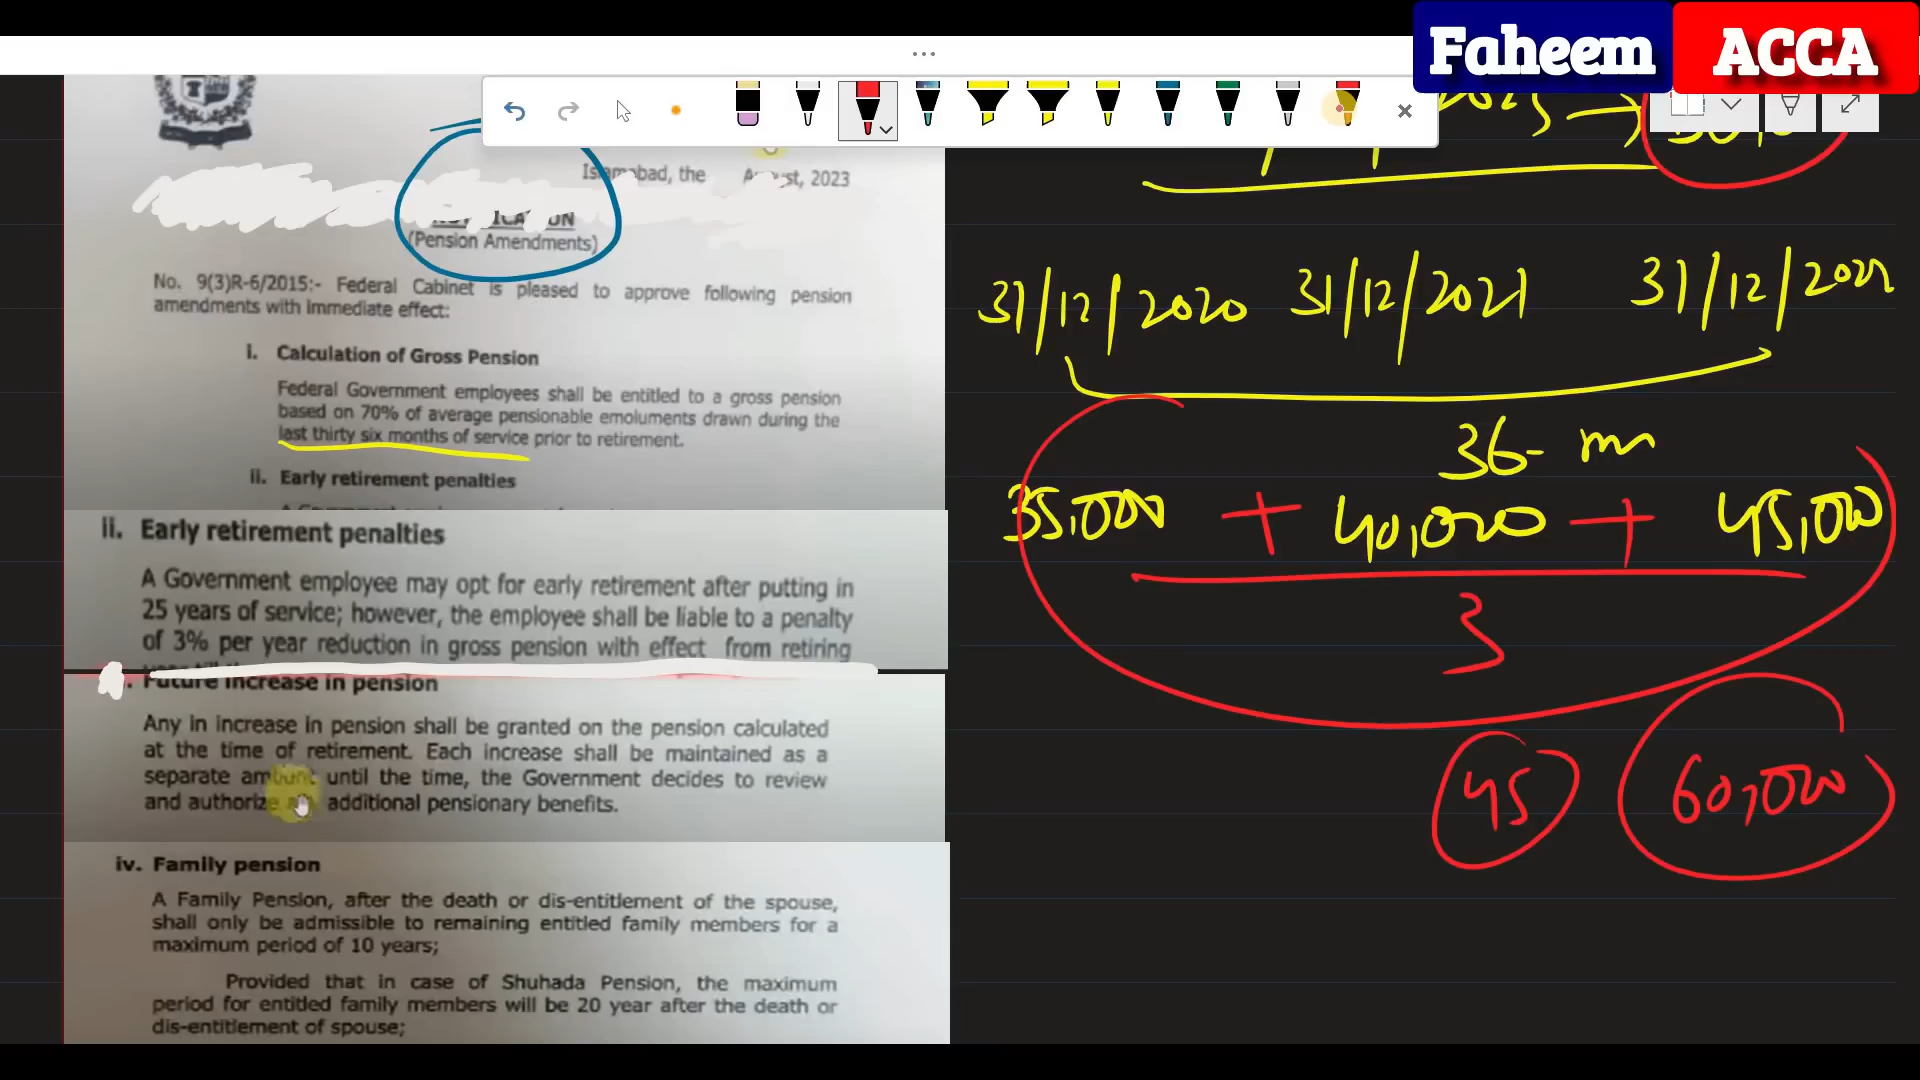 Faheem ACCA
Islamabad, the August, 2023
(Pension Amendments)
No. 9(3)R-6/2015:- Federal Cabinet is pleased to approve following pension
amendments with immediate effect:
i. Calculation of Gross Pension
Federal Government employees shall be entitled to a gross pension
based on 70% of average pensionable emoluments drawn during the
last thirty six months of service prior to retirement.
ii. Early retirement penalties
ii. Early retirement penalties
A Government employee may opt for early retirement after putting in
25 years of service; however, the employee shall be liable to a penalty
of 3% per year reduction in gross pension with effect from retiring
Future increase in pension
Any in increase in pension shall be granted on the pension calculated
at the time of retirement. Each increase shall be maintained as a
separate amount until the time, the Government decides to review
and authorize additional pensionary benefits.
iv. Family pension
A Family Pension, after the death or dis-entitlement of the spouse,
shall only be admissible to remaining entitled family members for a
maximum period of 10 years;
Provided that in case of Shuhada Pension, the maximum
period for entitled family members will be 20 year after the death or
dis-entitlement of spouse;
31/12/2020 31/12/2021 31/12/2022
36- m
35,000 + 40,000 + 45,000
3
45 60,000